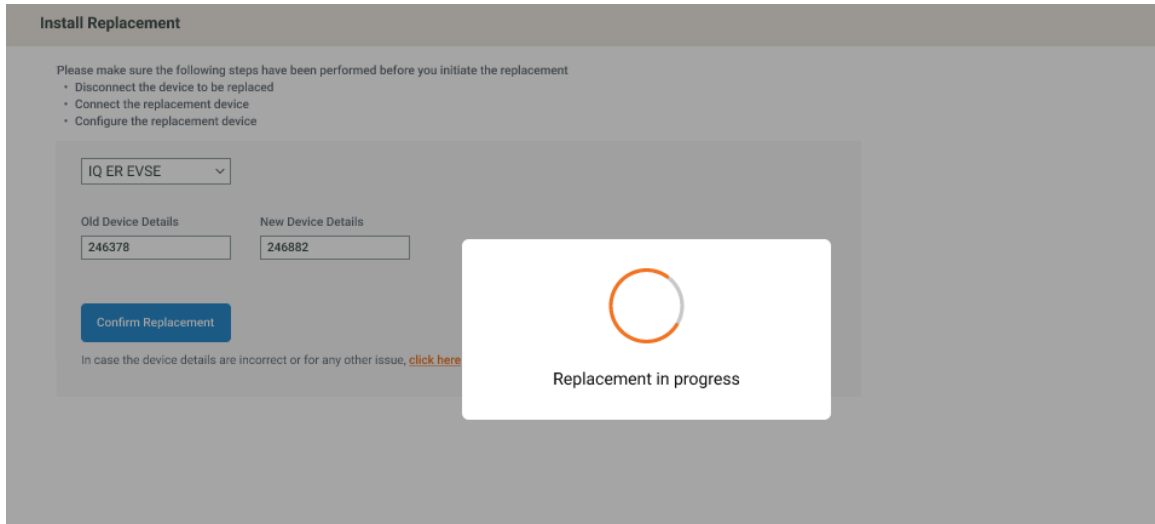 Install Replacement
Please make sure the following steps have been performed before you initiate the replacement
• Disconnect the device to be replaced
• Connect the replacement device
• Configure the replacement device
IQ ER EVSE
Old Device Details
New Device Details
246378
246882
Confirm Replacement
In case the device details are incorrect or for any other issue, click here
Replacement in progress